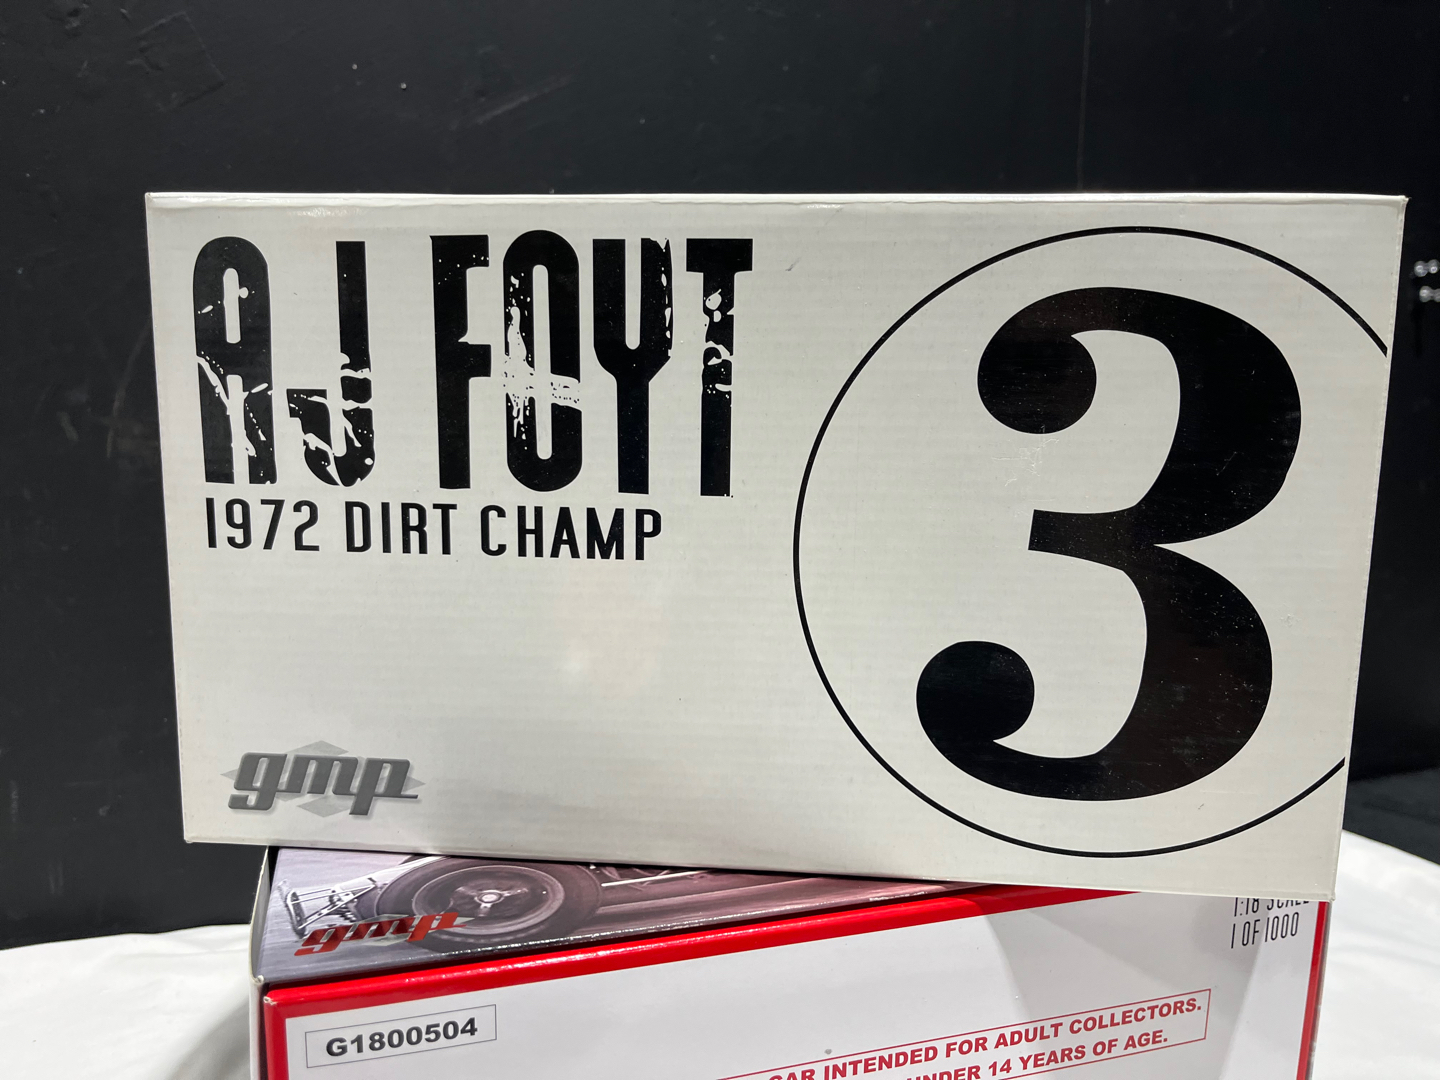 AJ FOYT
1972 DIRT CHAMP
3
gmp
gmp
1:18 SCALE
1 OF 1000
G1800504
CAR INTENDED FOR ADULT COLLECTORS.
UNDER 14 YEARS OF AGE.